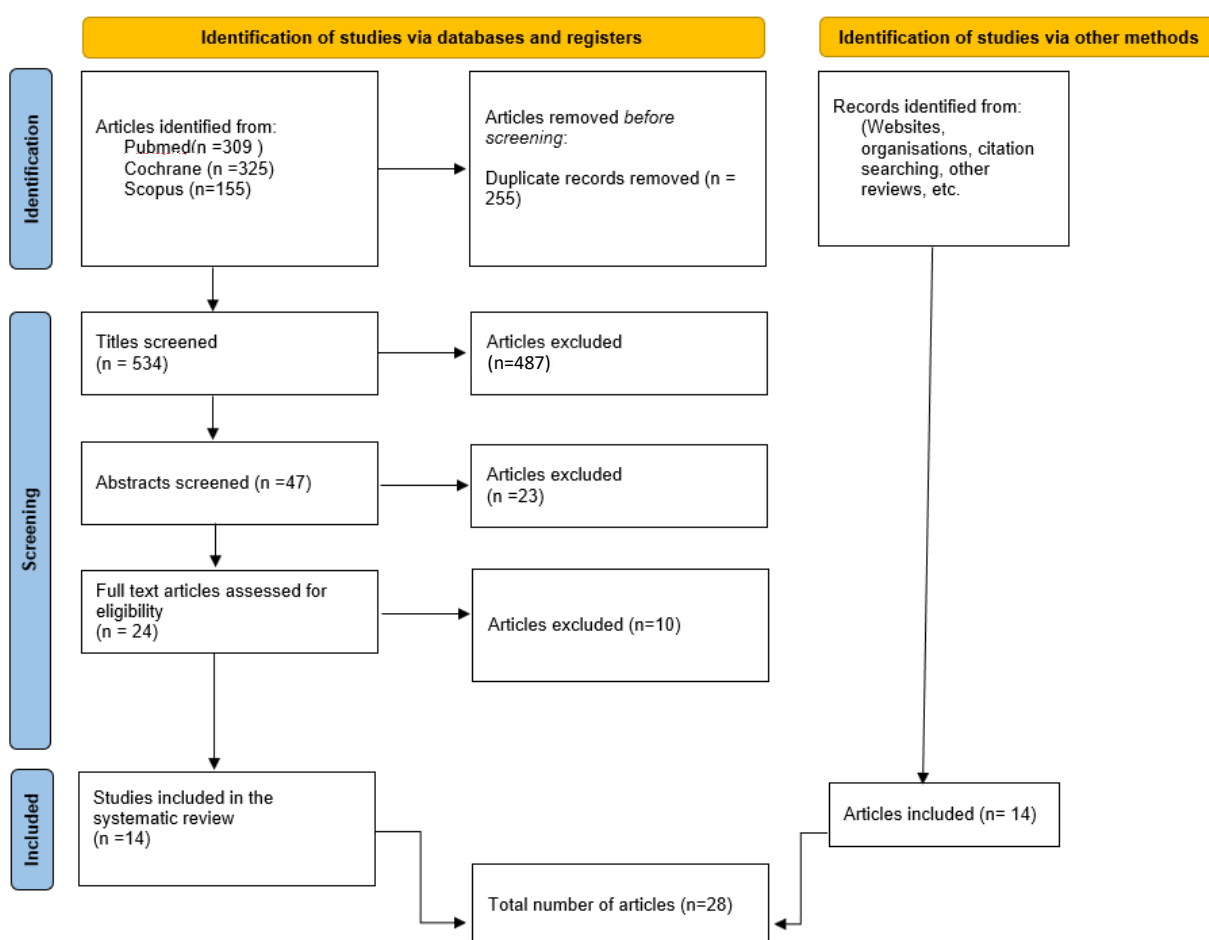 Identification of studies via databases and registers
Identification of studies via other methods
Identification
Articles identified from:
Pubmed(n =309 )
Cochrane (n =325)
Scopus (n=155)
Articles removed before
screening:
Duplicate records removed (n =
255)
Records identified from:
(Websites,
organisations, citation
searching, other
reviews, etc.
Screening
Titles screened
(n = 534)
Articles excluded
(n=487)
Abstracts screened (n =47)
Articles excluded
(n =23)
Full text articles assessed for
eligibility
(n = 24)
Articles excluded (n=10)
Included
Studies included in the
systematic review
(n =14)
Articles included (n= 14)
Total number of articles (n=28)